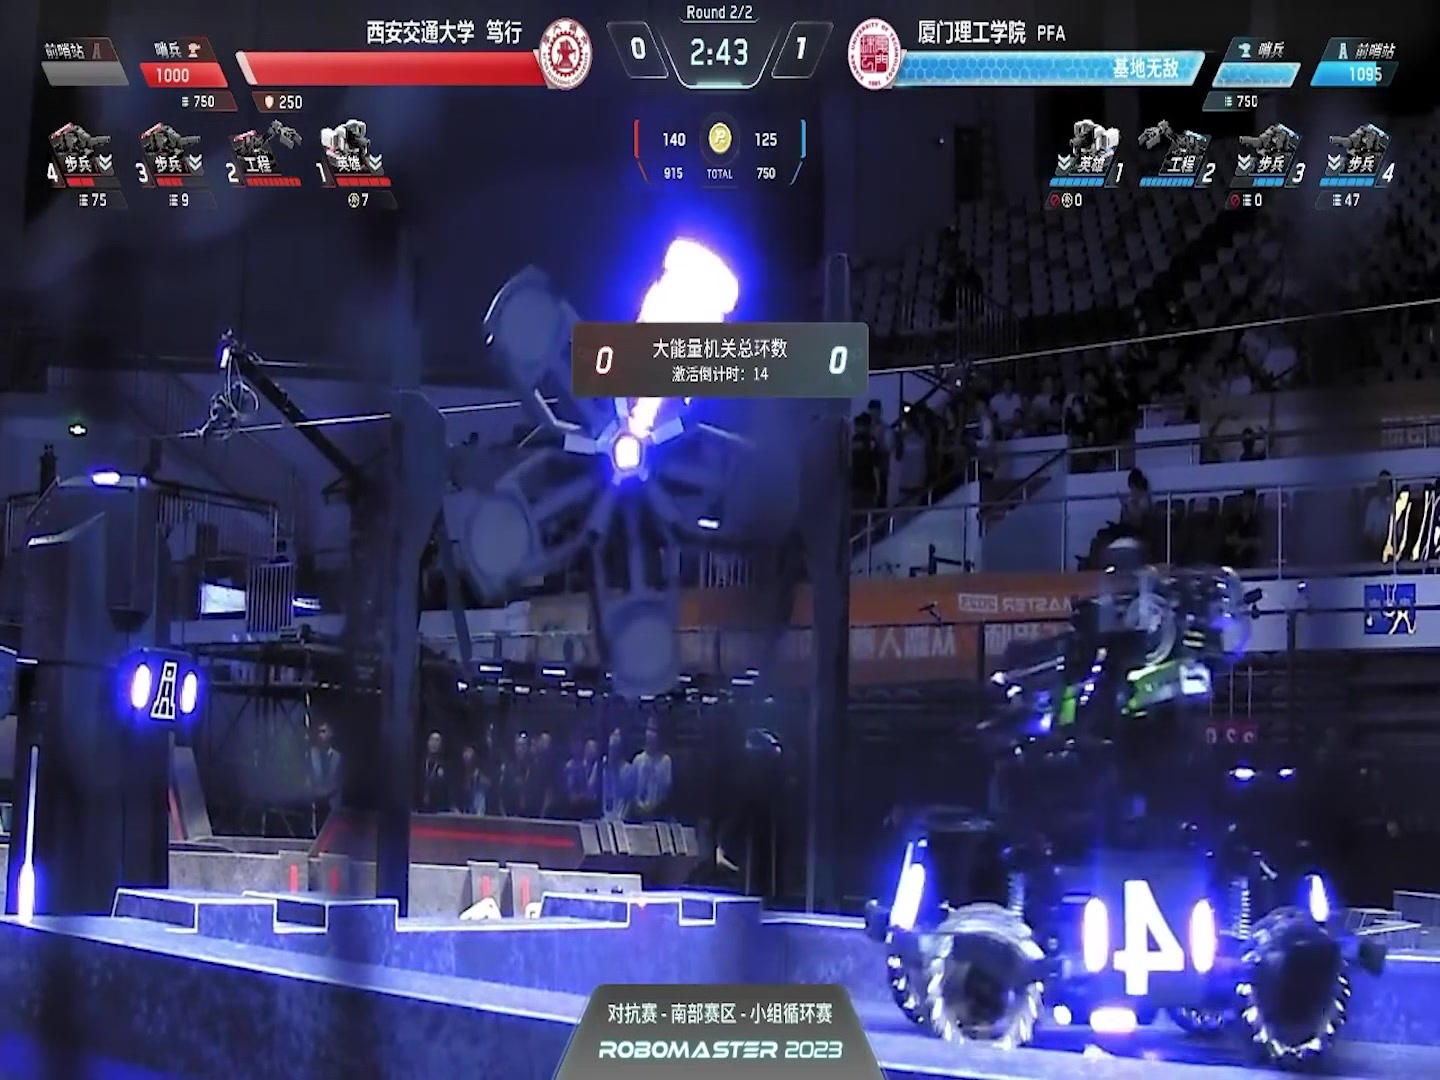 Round 2/2
西安交通大学 笃行
0
2:43
1
厦门理工学院 PFA
前哨站
哨兵
1000
750
250
基地无敌
哨兵
750
前哨站
1095
140
125
915
TOTAL
750
4 步兵
75
3 步兵
9
2 工程
1 英雄
7
英雄 1
0
工程 2
步兵 3
0
步兵 4
47
0
大能量机关总环数
0
激活倒计时：14
4
对抗赛 - 南部赛区 - 小组循环赛
ROBOMASTER 2023